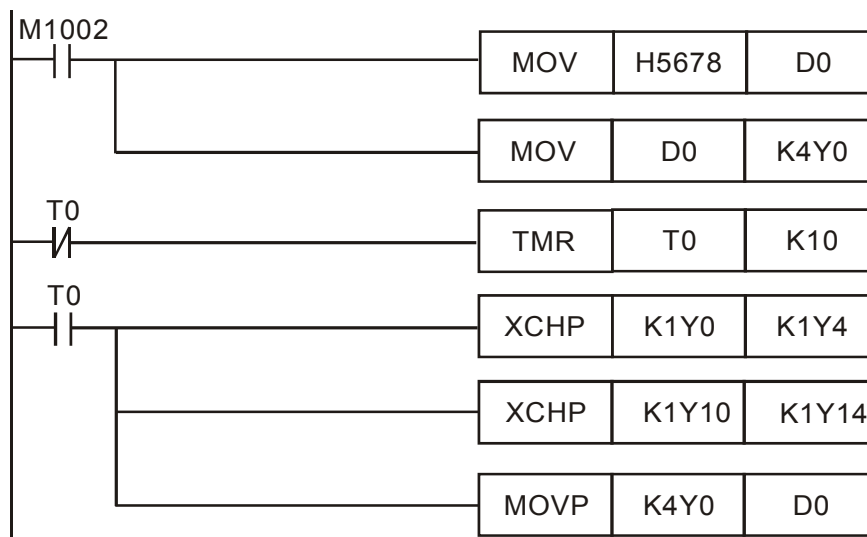 M1002
MOV H5678 D0
MOV D0 K4Y0
T0
TMR T0 K10
T0
XCHP K1Y0 K1Y4
XCHP K1Y10 K1Y14
MOVP K4Y0 D0